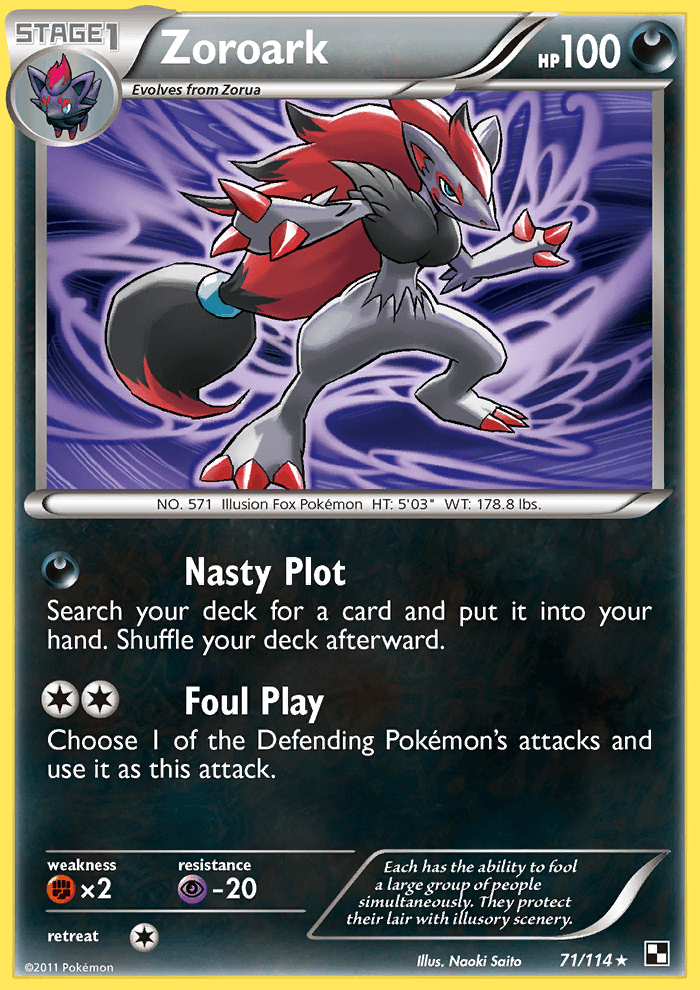 STAGE1
Zoroark
HP100
Evolves from Zorua
NO. 571 Illusion Fox Pokémon HT: 5'03" WT: 178.8 lbs.
Nasty Plot
Search your deck for a card and put it into your
hand. Shuffle your deck afterward.
Foul Play
Choose 1 of the Defending Pokémon's attacks and
use it as this attack.
weakness
×2
resistance
-20
retreat
Each has the ability to fool
a large group of people
simultaneously. They protect
their lair with illusory scenery.
Illus. Naoki Saito
71/114★
©2011 Pokémon